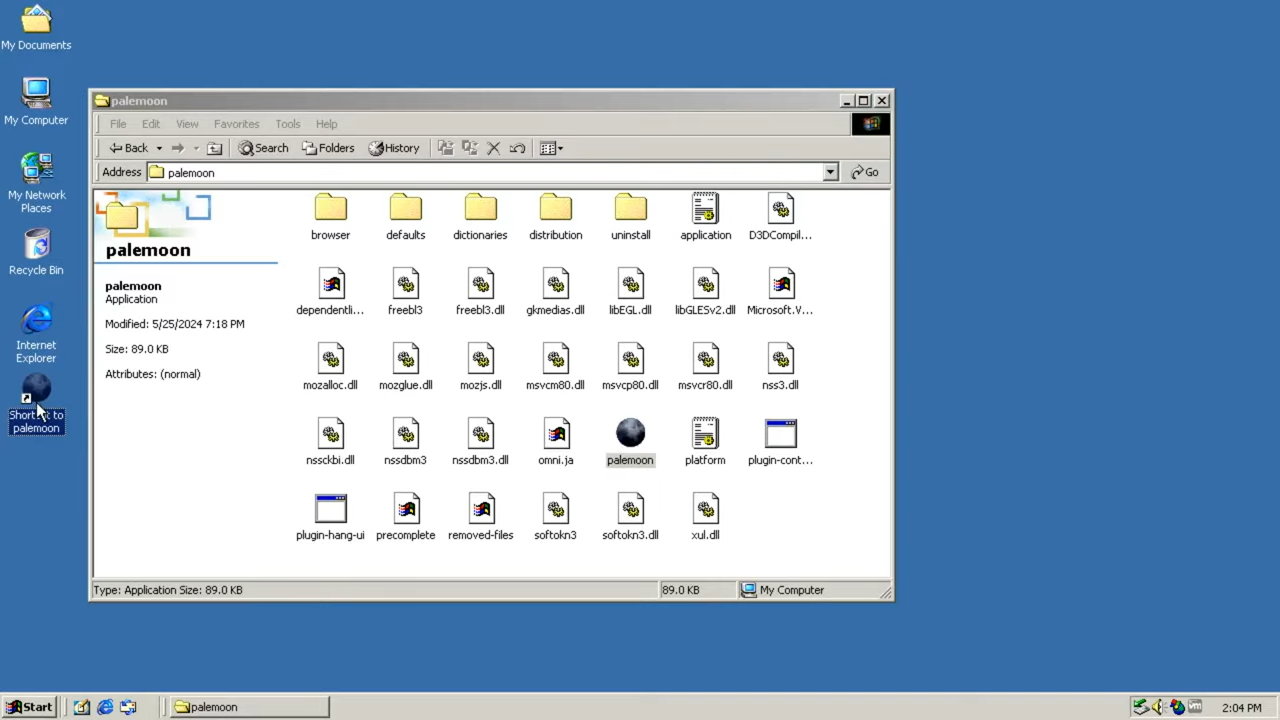 My Documents
My Computer
My Network
Places
Recycle Bin
Internet
Explorer
palmoon
palemoon
File Edit View Favorites Tools Help
Back Search Folders History
Address palemoon Go
palemoon
palemoon
Application
Modified: 5/25/2024 7:18 PM
Size: 89.0 KB
Attributes: (normal)
browser defaults dictionaries distribution uninstall application D3DCompil...
dependentli... freebl3 freebl3.dll gkmedias.dll libEGL.dll libGLESv2.dll Microsoft.V...
mozalloc.dll mozglue.dll mozjs.dll msvcm80.dll msvcp80.dll msvcr80.dll nss3.dll
nssckbi.dll nssdbm3 nssdbm3.dll omni.ja palemoon platform plugin-cont...
plugin-hang-ui precomplete removed-files softokn3 softokn3.dll xul.dll
Type: Application Size: 89.0 KB 89.0 KB My Computer
Start palemoon vm 2:04 PM